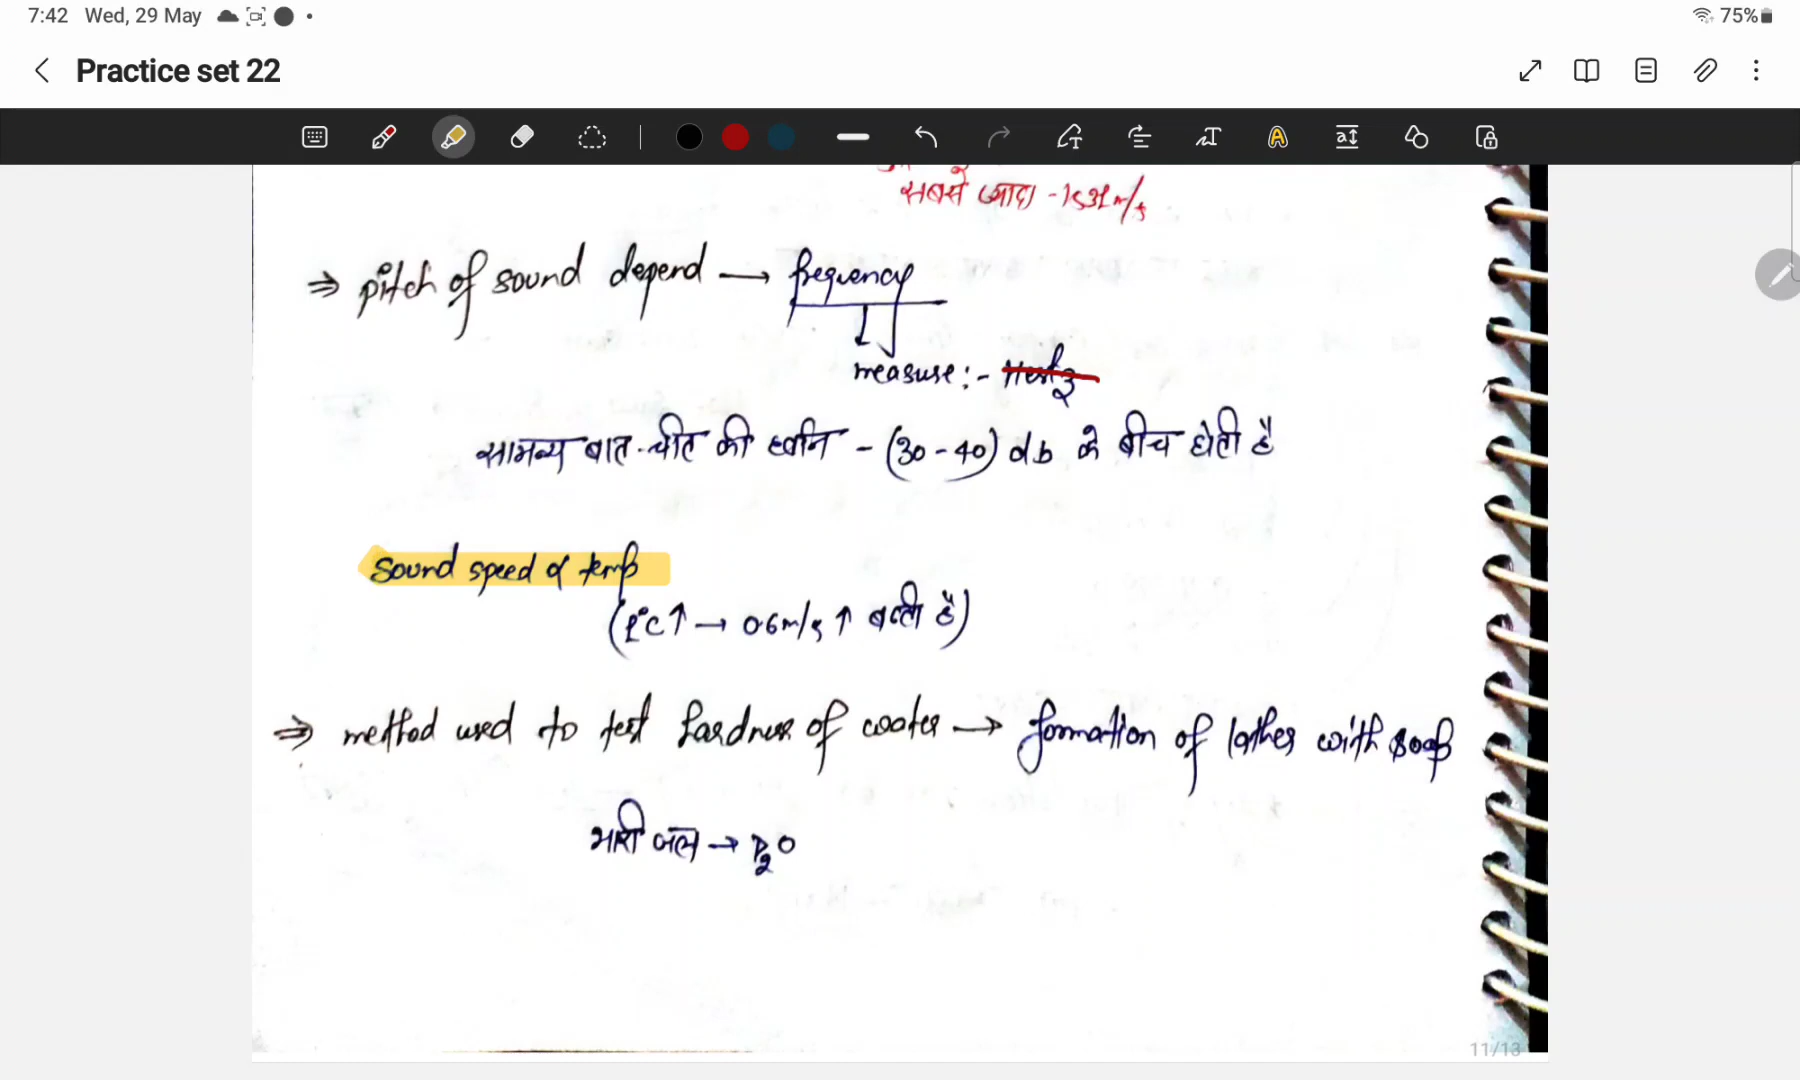 7:42 Wed, 29 May
75%
Practice set 22
सबसे ज्यादा - 1531 m/s
⇒ pitch of sound depend → frequency
measure :- Hertz
सामन्य बात-चीत की ध्वनि - (30 - 40) db के बीच होती है
Sound speed ∝ temp
(1°C ↑ → 0.6 m/s ↑ बढ़ती है)
⇒ method used to test hardness of water → formation of lather with soap
भारी जल → D₂O
11/13